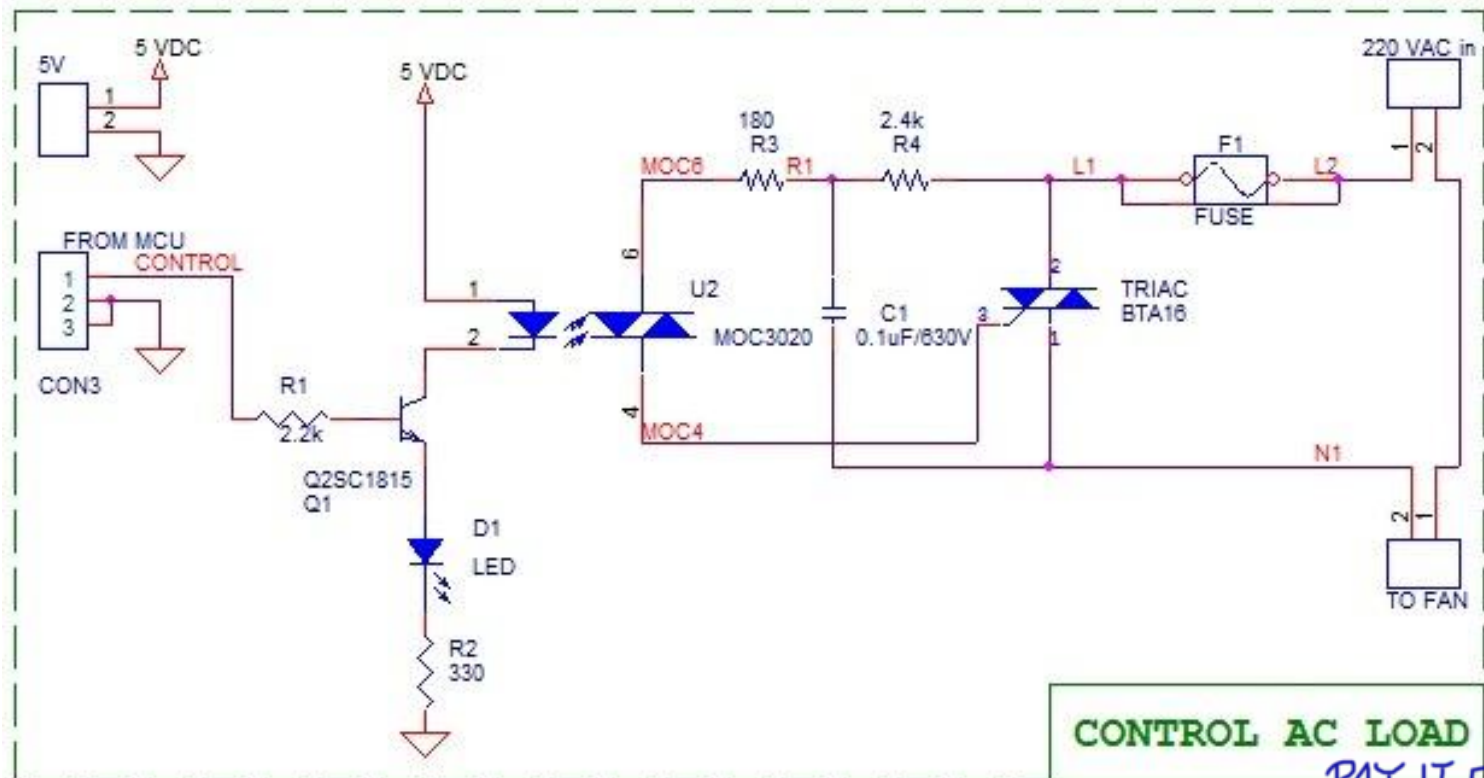 5V
5 VDC
1
2
5 VDC
FROM MCU
CONTROL
1
2
3
CON3
R1
2.2k
Q2SC1815
Q1
D1
LED
R2
330
1
2
U2
MOC3020
6
4
MOC6
MOC4
180
R3
R1
2.4k
R4
C1
0.1uF/630V
L1
F1
FUSE
L2
2
3
1
TRIAC
BTA16
220 VAC in
1
2
N1
2
1
TO FAN
CONTROL AC LOAD
PAY IT